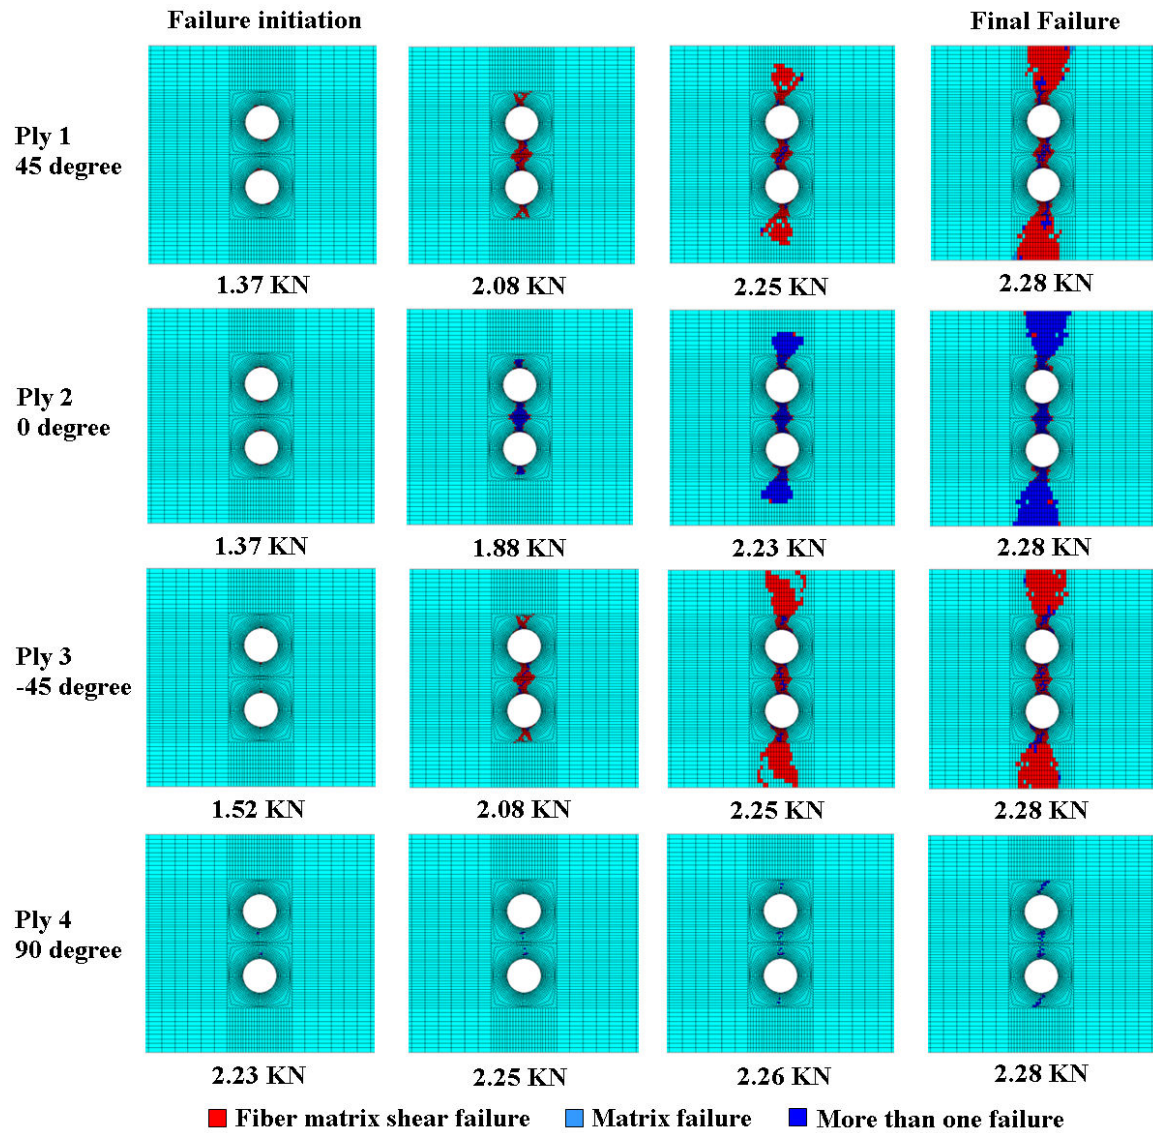 Failure initiation
Final Failure
Ply 1
45 degree
1.37 KN
2.08 KN
2.25 KN
2.28 KN
Ply 2
0 degree
1.37 KN
1.88 KN
2.23 KN
2.28 KN
Ply 3
-45 degree
1.52 KN
2.08 KN
2.25 KN
2.28 KN
Ply 4
90 degree
2.23 KN
2.25 KN
2.26 KN
2.28 KN
Fiber matrix shear failure
Matrix failure
More than one failure